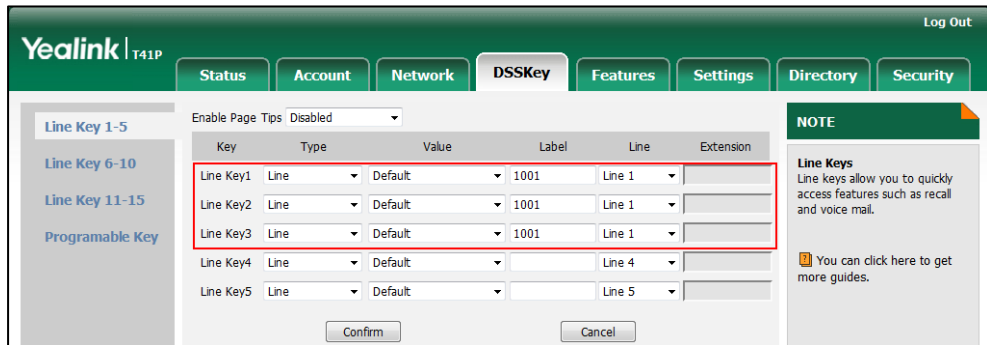 Log Out
Yealink T41P
Status Account Network DSSKey Features Settings Directory Security
Line Key 1-5
Line Key 6-10
Line Key 11-15
Programable Key
Enable Page Tips Disabled
Key Type Value Label Line Extension
Line Key1 Line Default 1001 Line 1
Line Key2 Line Default 1001 Line 1
Line Key3 Line Default 1001 Line 1
Line Key4 Line Default Line 4
Line Key5 Line Default Line 5
Confirm Cancel
NOTE
Line Keys
Line keys allow you to quickly
access features such as recall
and voice mail.
? You can click here to get
more guides.